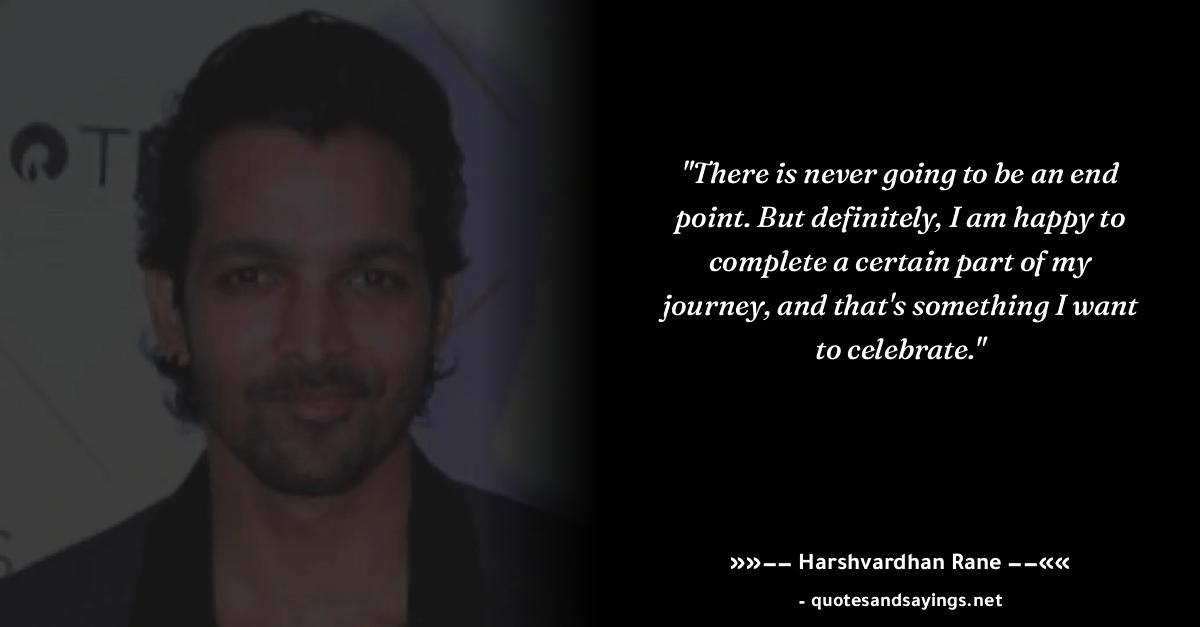 T
"There is never going to be an end
point. But definitely, I am happy to
complete a certain part of my
journey, and that's something I want
to celebrate."
»»–– Harshvardhan Rane ––««
- quotesandsayings.net